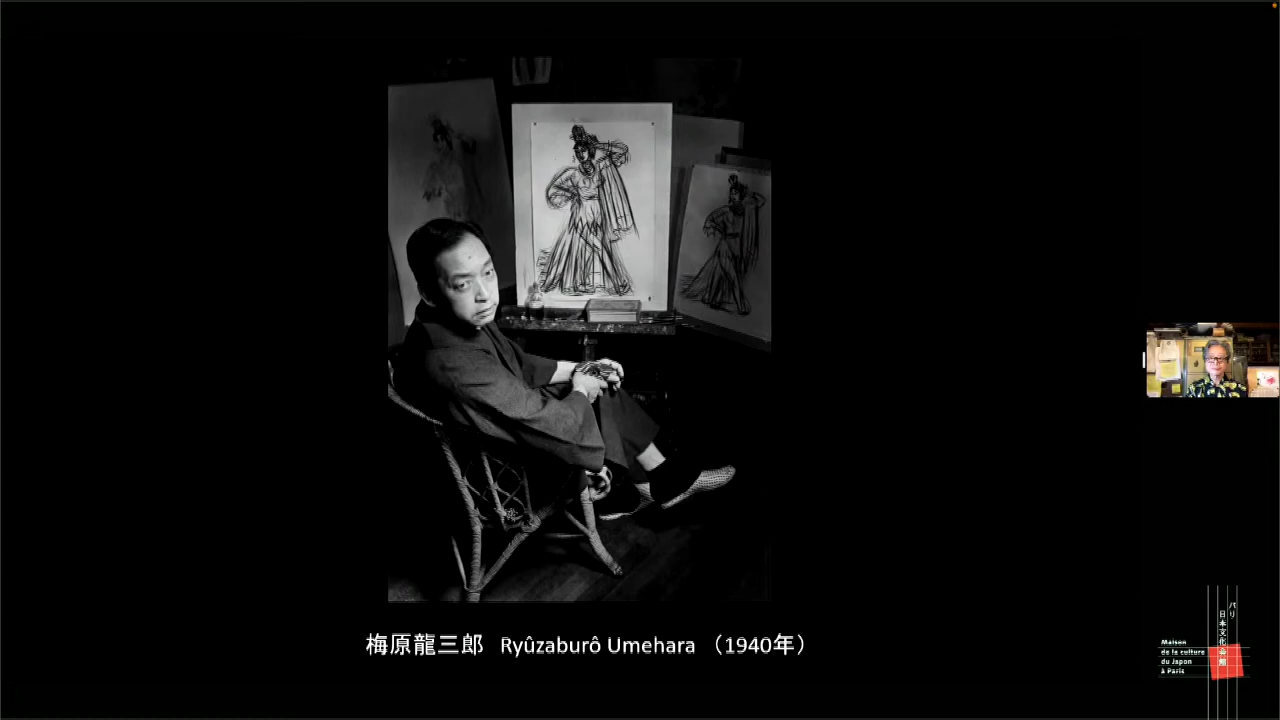 梅原龍三郎 Ryûzaburô Umehara （1940年）
パリ
日本文化会館
Maison
de la culture
du Japon
à Paris